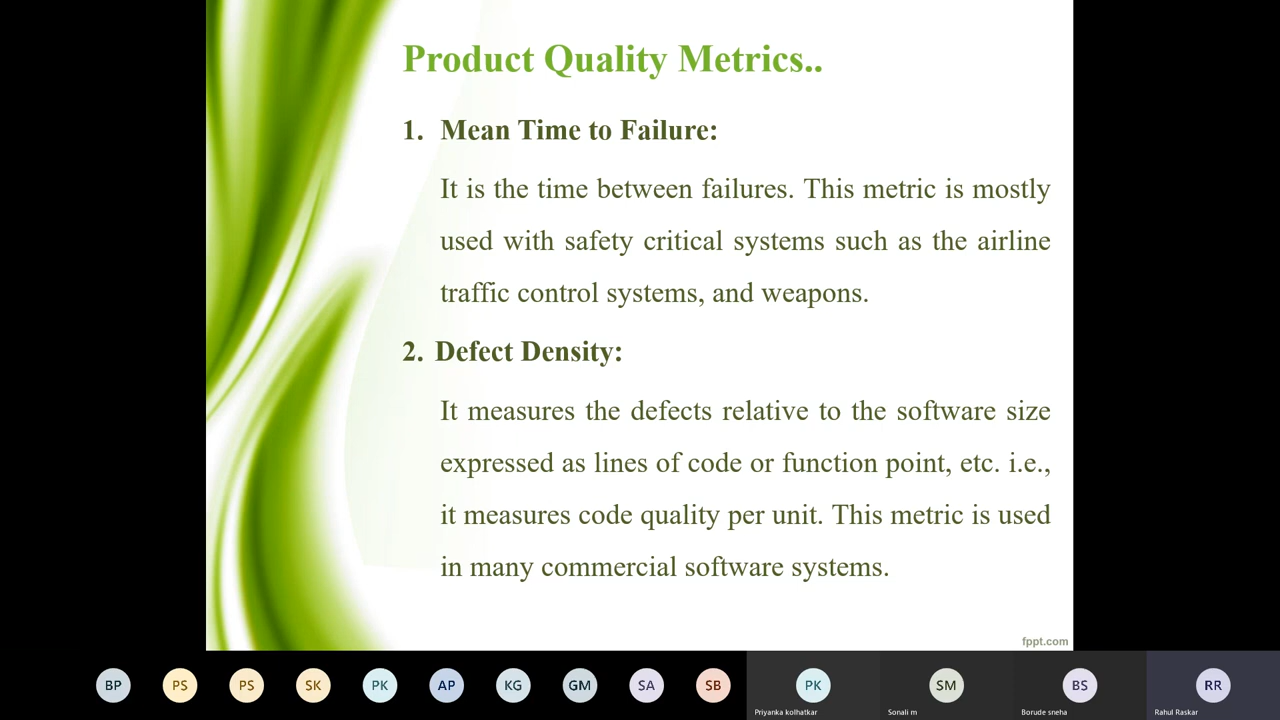 Product Quality Metrics..
1. Mean Time to Failure:
It is the time between failures. This metric is mostly
used with safety critical systems such as the airline
traffic control systems, and weapons.
2. Defect Density:
It measures the defects relative to the software size
expressed as lines of code or function point, etc. i.e.,
it measures code quality per unit. This metric is used
in many commercial software systems.
fppt.com
BP PS PS SK PK AP KG GM SA SB PK SM BS RR
Priyanka kolhatkar Sonali m Borude sneha Rahul Raskar